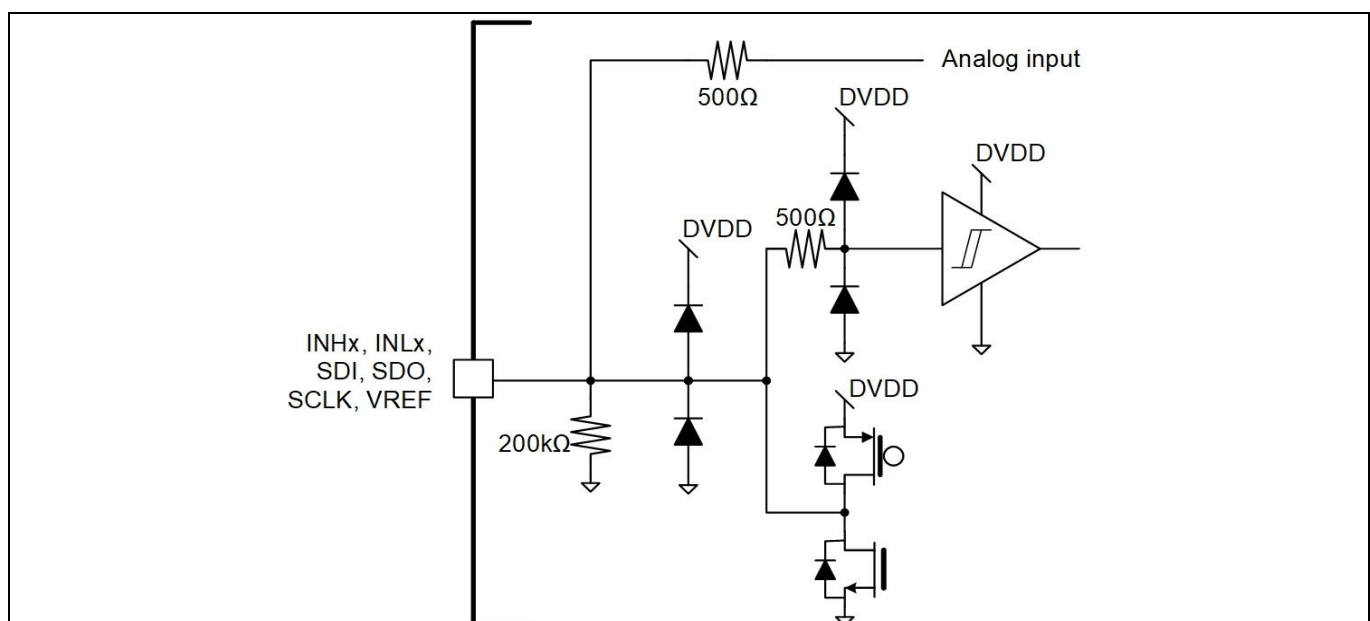 Analog input
500Ω
DVDD
DVDD
500Ω
DVDD
INHx, INLx,
SDI, SDO,
SCLK, VREF
DVDD
200kΩ